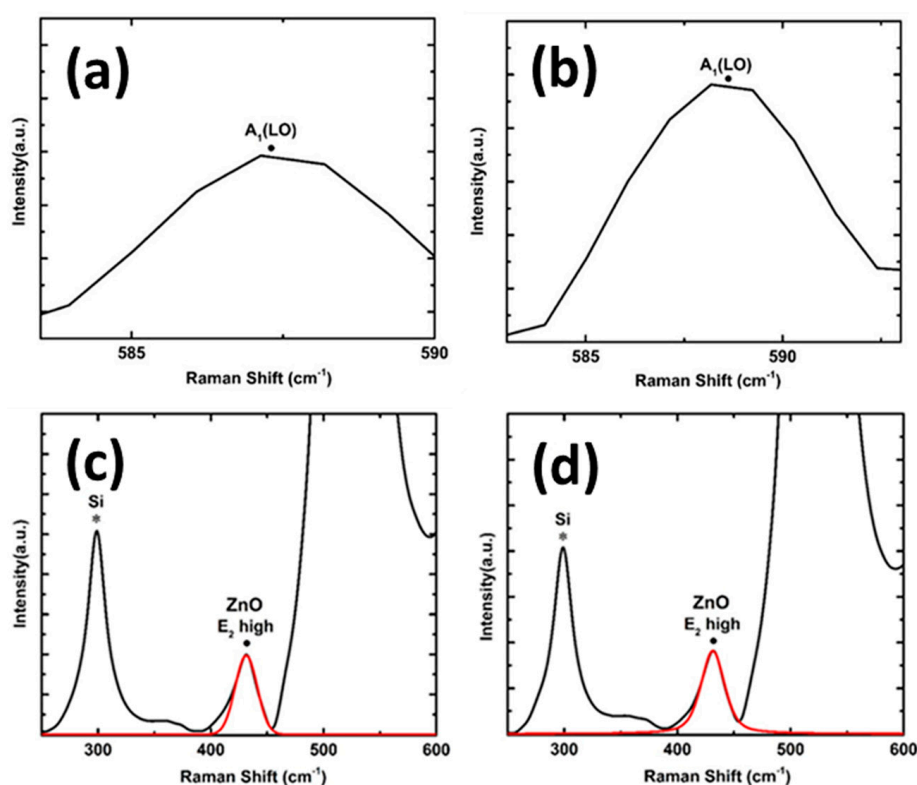 (a)
A₁(LO)
Intensity(a.u.)
585
590
Raman Shift (cm⁻¹)
(b)
A₁(LO)
Intensity(a.u.)
585
590
Raman Shift (cm⁻¹)
(c)
Si
*
ZnO
E₂ high
Intensity(a.u.)
300
400
500
600
Raman Shift (cm⁻¹)
(d)
Si
*
ZnO
E₂ high
Intensity(a.u.)
300
400
500
600
Raman Shift (cm⁻¹)